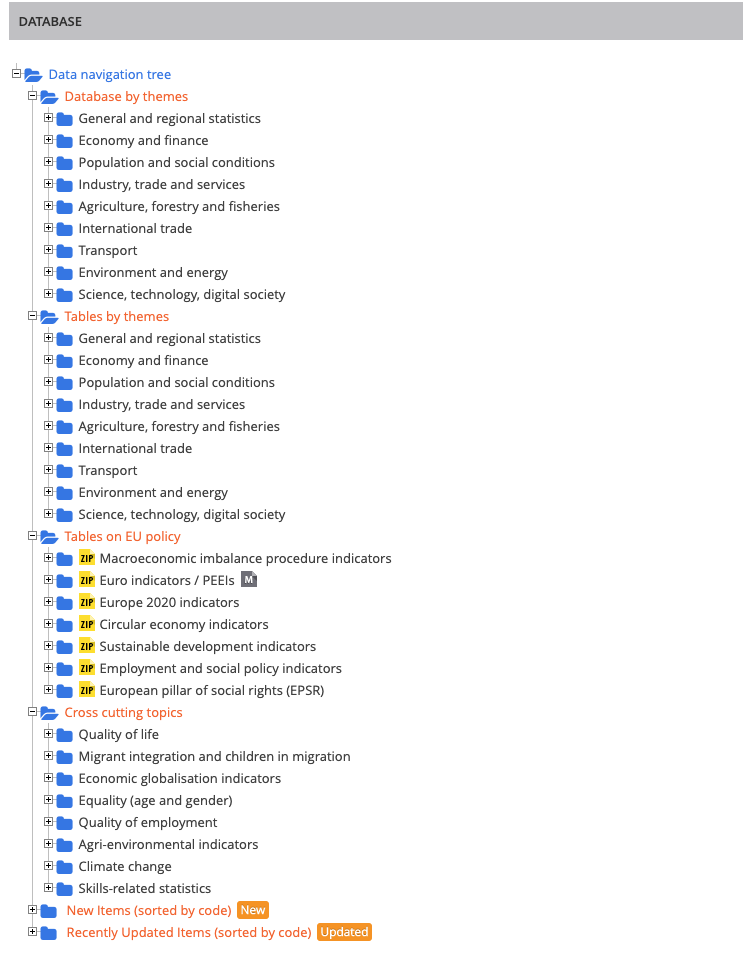 DATABASE
Data navigation tree
Database by themes
General and regional statistics
Economy and finance
Population and social conditions
Industry, trade and services
Agriculture, forestry and fisheries
International trade
Transport
Environment and energy
Science, technology, digital society
Tables by themes
General and regional statistics
Economy and finance
Population and social conditions
Industry, trade and services
Agriculture, forestry and fisheries
International trade
Transport
Environment and energy
Science, technology, digital society
Tables on EU policy
ZIP Macroeconomic imbalance procedure indicators
ZIP Euro indicators / PEEIs M
ZIP Europe 2020 indicators
ZIP Circular economy indicators
ZIP Sustainable development indicators
ZIP Employment and social policy indicators
ZIP European pillar of social rights (EPSR)
Cross cutting topics
Quality of life
Migrant integration and children in migration
Economic globalisation indicators
Equality (age and gender)
Quality of employment
Agri-environmental indicators
Climate change
Skills-related statistics
New Items (sorted by code) New
Recently Updated Items (sorted by code) Updated